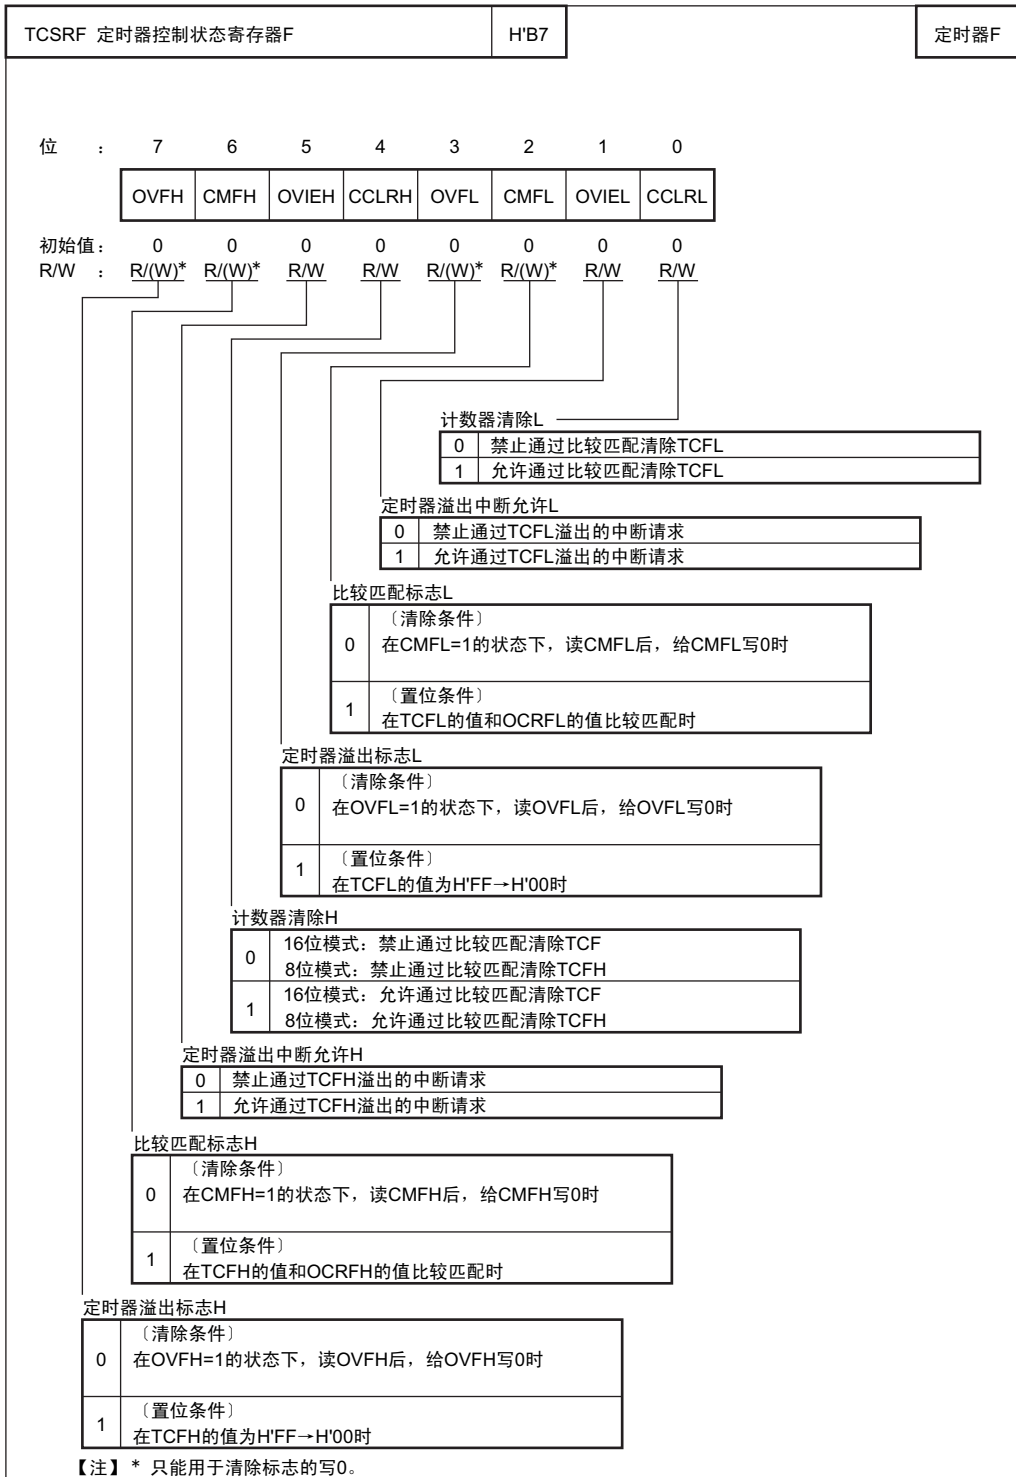 TCSRF 定时器控制状态寄存器F H'B7 定时器F
位 : 7 6 5 4 3 2 1 0
OVFH CMFH OVIEH CCLRH OVFL CMFL OVIEL CCLRL
初始值: 0 0 0 0 0 0 0 0
R/W : R/(W)* R/(W)* R/W R/W R/(W)* R/(W)* R/W R/W
计数器清除L
0 禁止通过比较匹配清除TCFL
1 允许通过比较匹配清除TCFL
定时器溢出中断允许L
0 禁止通过TCFL溢出的中断请求
1 允许通过TCFL溢出的中断请求
比较匹配标志L
〔清除条件〕
0 在CMFL=1的状态下，读CMFL后，给CMFL写0时
〔置位条件〕
1 在TCFL的值和OCRFL的值比较匹配时
定时器溢出标志L
〔清除条件〕
0 在OVFL=1的状态下，读OVFL后，给OVFL写0时
〔置位条件〕
1 在TCFL的值为H'FF→H'00时
计数器清除H
0 16位模式：禁止通过比较匹配清除TCF
8位模式：禁止通过比较匹配清除TCFH
1 16位模式：允许通过比较匹配清除TCF
8位模式：允许通过比较匹配清除TCFH
定时器溢出中断允许H
0 禁止通过TCFH溢出的中断请求
1 允许通过TCFH溢出的中断请求
比较匹配标志H
〔清除条件〕
0 在CMFH=1的状态下，读CMFH后，给CMFH写0时
〔置位条件〕
1 在TCFH的值和OCRFH的值比较匹配时
定时器溢出标志H
〔清除条件〕
0 在OVFH=1的状态下，读OVFH后，给OVFH写0时
〔置位条件〕
1 在TCFH的值为H'FF→H'00时
【注】* 只能用于清除标志的写0。